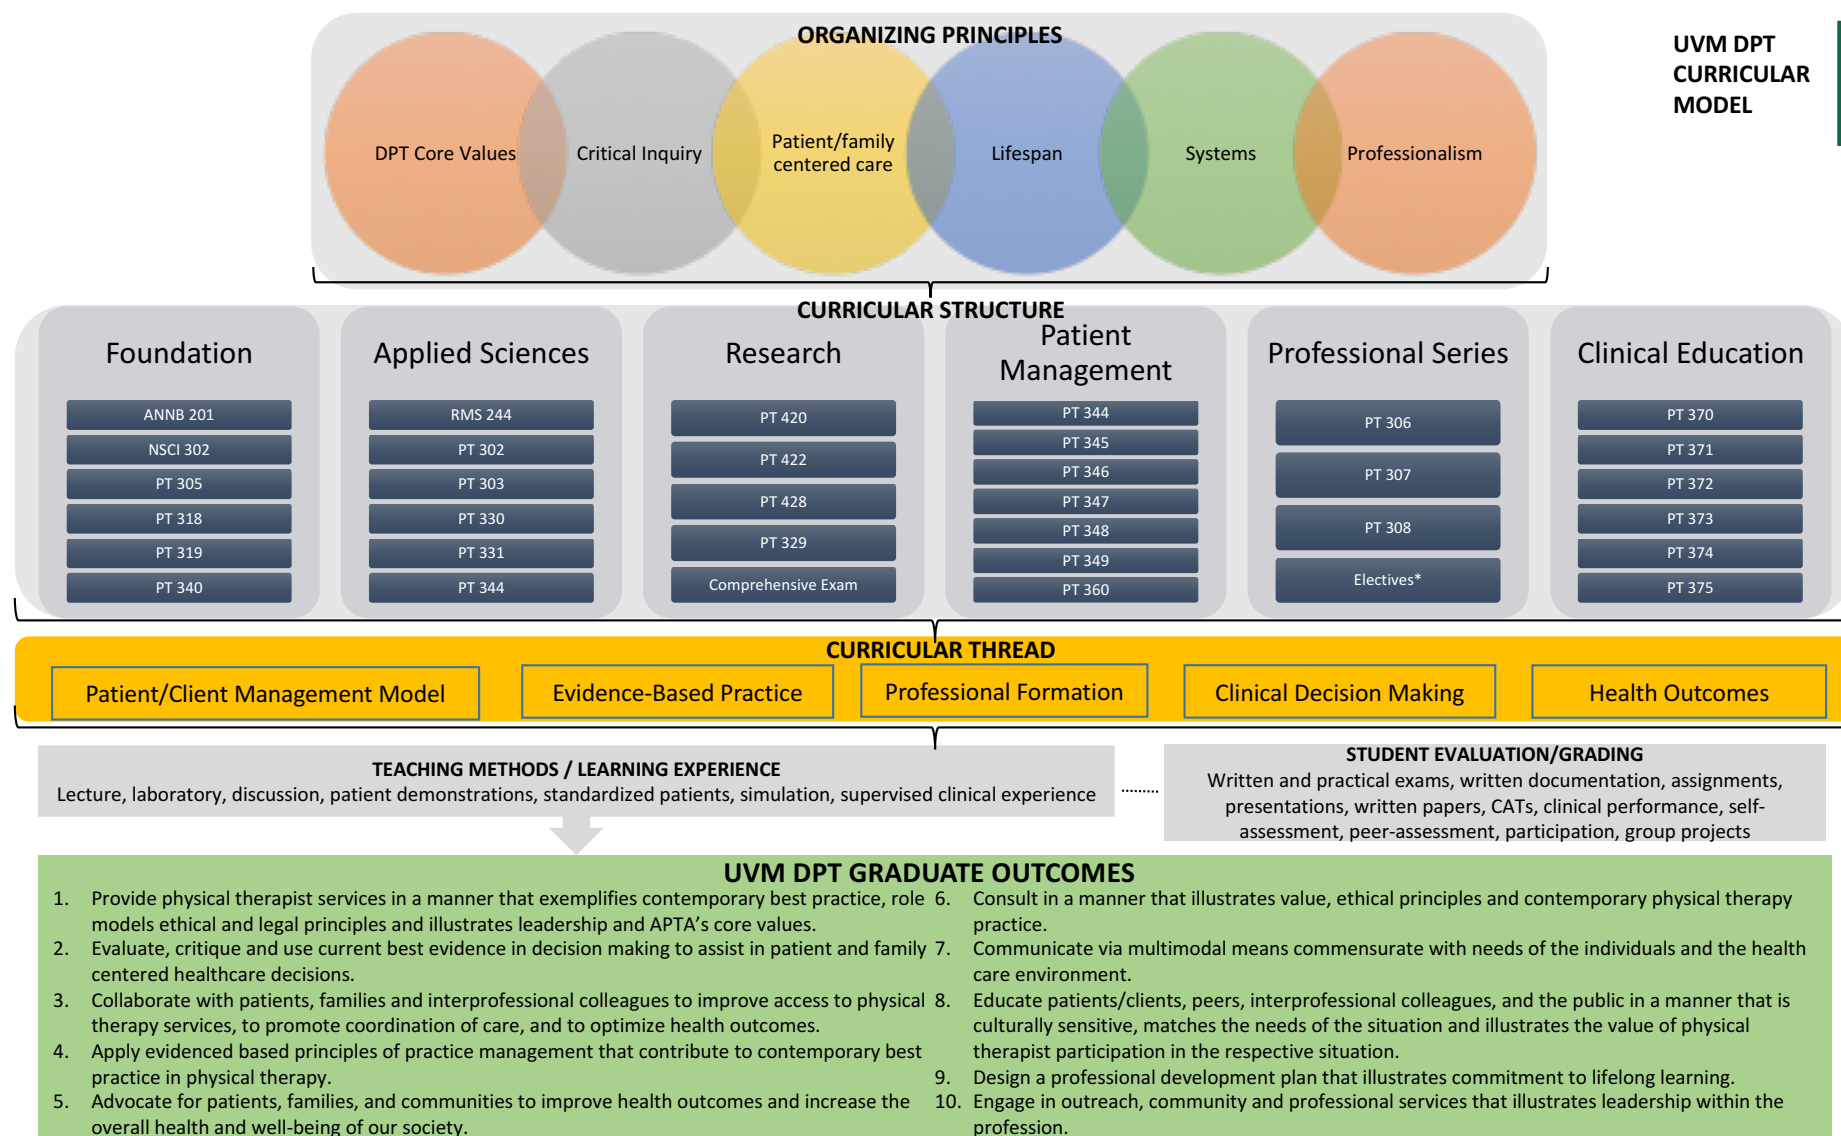 ORGANIZING PRINCIPLES
UVM DPT
CURRICULAR
MODEL
DPT Core Values
Critical Inquiry
Patient/family
centered care
Lifespan
Systems
Professionalism
CURRICULAR STRUCTURE
Foundation
ANNB 201
NSCI 302
PT 305
PT 318
PT 319
PT 340
Applied Sciences
RMS 244
PT 302
PT 303
PT 330
PT 331
PT 344
Research
PT 420
PT 422
PT 428
PT 329
Comprehensive Exam
Patient
Management
PT 344
PT 345
PT 346
PT 347
PT 348
PT 349
PT 360
Professional Series
PT 306
PT 307
PT 308
Electives*
Clinical Education
PT 370
PT 371
PT 372
PT 373
PT 374
PT 375
CURRICULAR THREAD
Patient/Client Management Model
Evidence-Based Practice
Professional Formation
Clinical Decision Making
Health Outcomes
TEACHING METHODS / LEARNING EXPERIENCE
Lecture, laboratory, discussion, patient demonstrations, standardized patients, simulation, supervised clinical experience
STUDENT EVALUATION/GRADING
Written and practical exams, written documentation, assignments,
presentations, written papers, CATs, clinical performance, self-
assessment, peer-assessment, participation, group projects
UVM DPT GRADUATE OUTCOMES
1. Provide physical therapist services in a manner that exemplifies contemporary best practice, role
models ethical and legal principles and illustrates leadership and APTA's core values.
2. Evaluate, critique and use current best evidence in decision making to assist in patient and family
centered healthcare decisions.
3. Collaborate with patients, families and interprofessional colleagues to improve access to physical
therapy services, to promote coordination of care, and to optimize health outcomes.
4. Apply evidenced based principles of practice management that contribute to contemporary best
practice in physical therapy.
5. Advocate for patients, families, and communities to improve health outcomes and increase the
overall health and well-being of our society.
6. Consult in a manner that illustrates value, ethical principles and contemporary physical therapy
practice.
7. Communicate via multimodal means commensurate with needs of the individuals and the health
care environment.
8. Educate patients/clients, peers, interprofessional colleagues, and the public in a manner that is
culturally sensitive, matches the needs of the situation and illustrates the value of physical
therapist participation in the respective situation.
9. Design a professional development plan that illustrates commitment to lifelong learning.
10. Engage in outreach, community and professional services that illustrates leadership within the
profession.